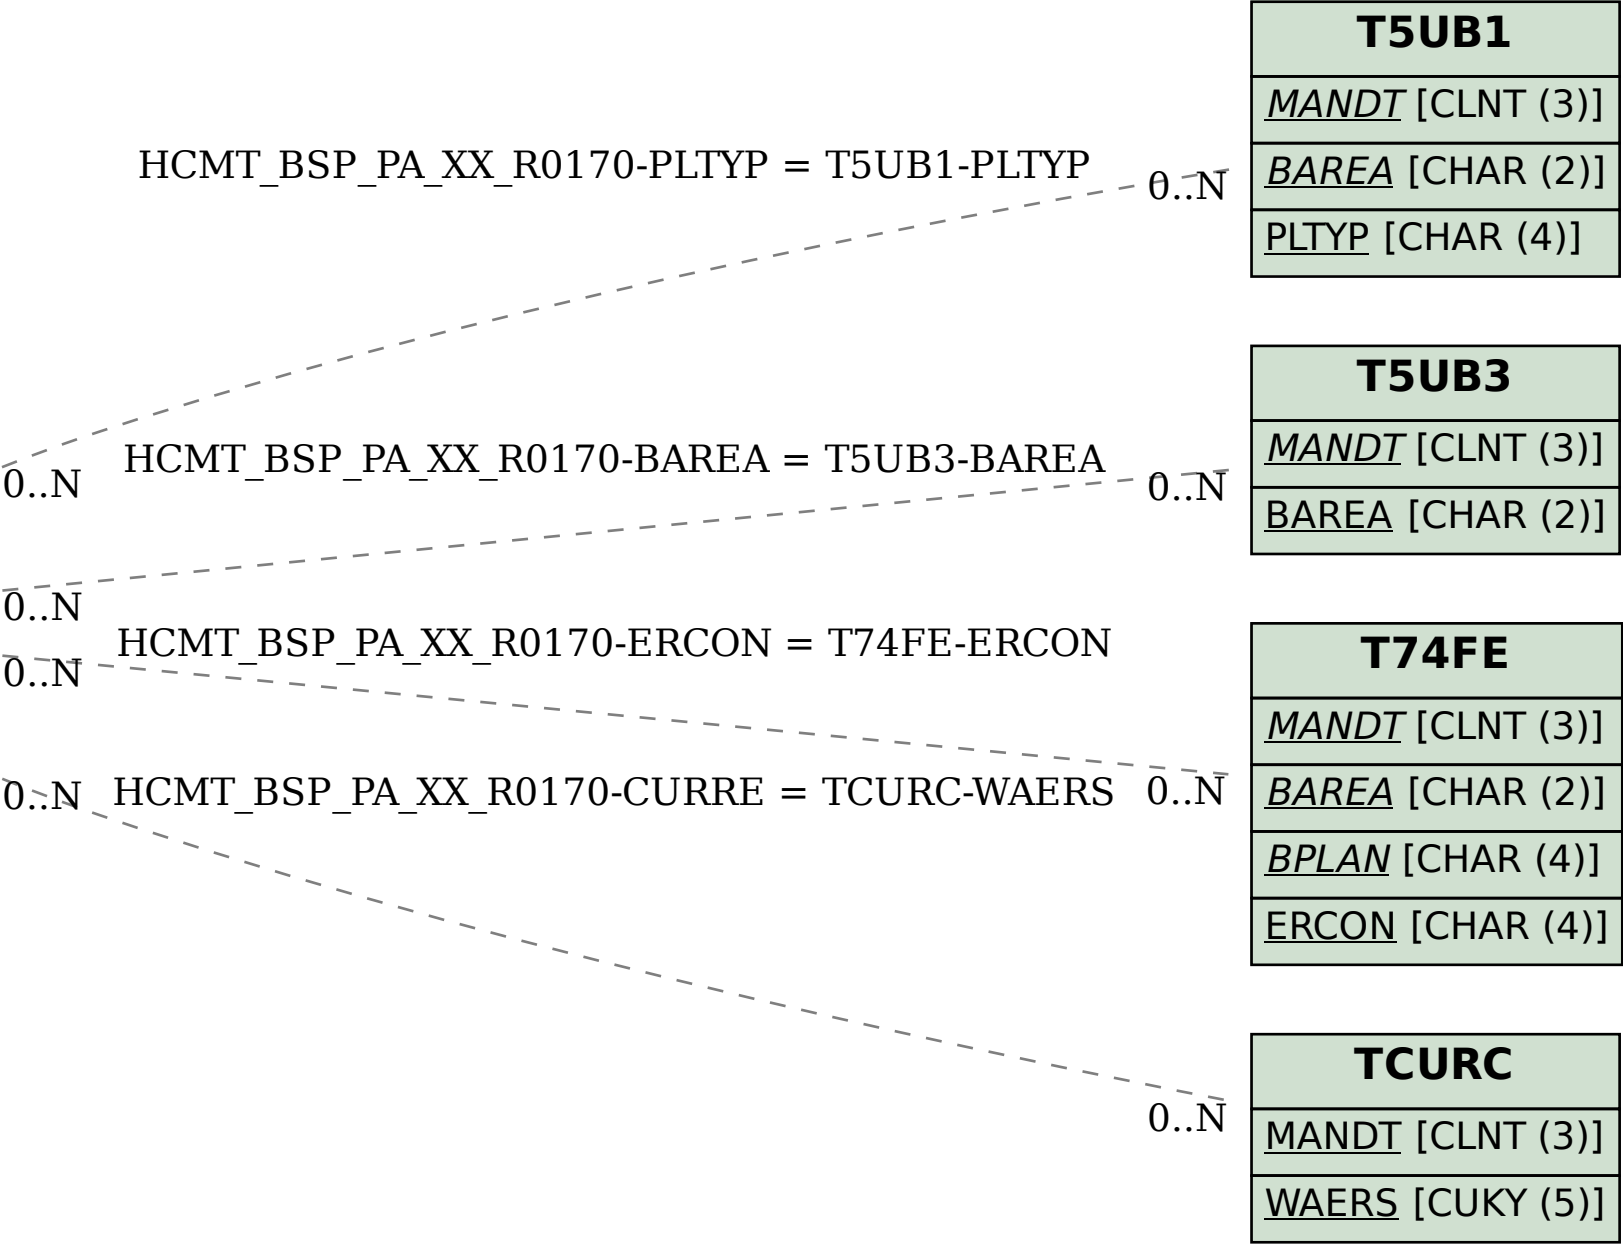 T5UB1
MANDT [CLNT (3)]
BAREA [CHAR (2)]
PLTYP [CHAR (4)]
HCMT_BSP_PA_XX_R0170-PLTYP = T5UB1-PLTYP
0..N
0..N
T5UB3
MANDT [CLNT (3)]
BAREA [CHAR (2)]
HCMT_BSP_PA_XX_R0170-BAREA = T5UB3-BAREA
0..N
0..N
T74FE
MANDT [CLNT (3)]
BAREA [CHAR (2)]
BPLAN [CHAR (4)]
ERCON [CHAR (4)]
HCMT_BSP_PA_XX_R0170-ERCON = T74FE-ERCON
0..N
0..N
HCMT_BSP_PA_XX_R0170-CURRE = TCURC-WAERS
0..N
0..N
TCURC
MANDT [CLNT (3)]
WAERS [CUKY (5)]